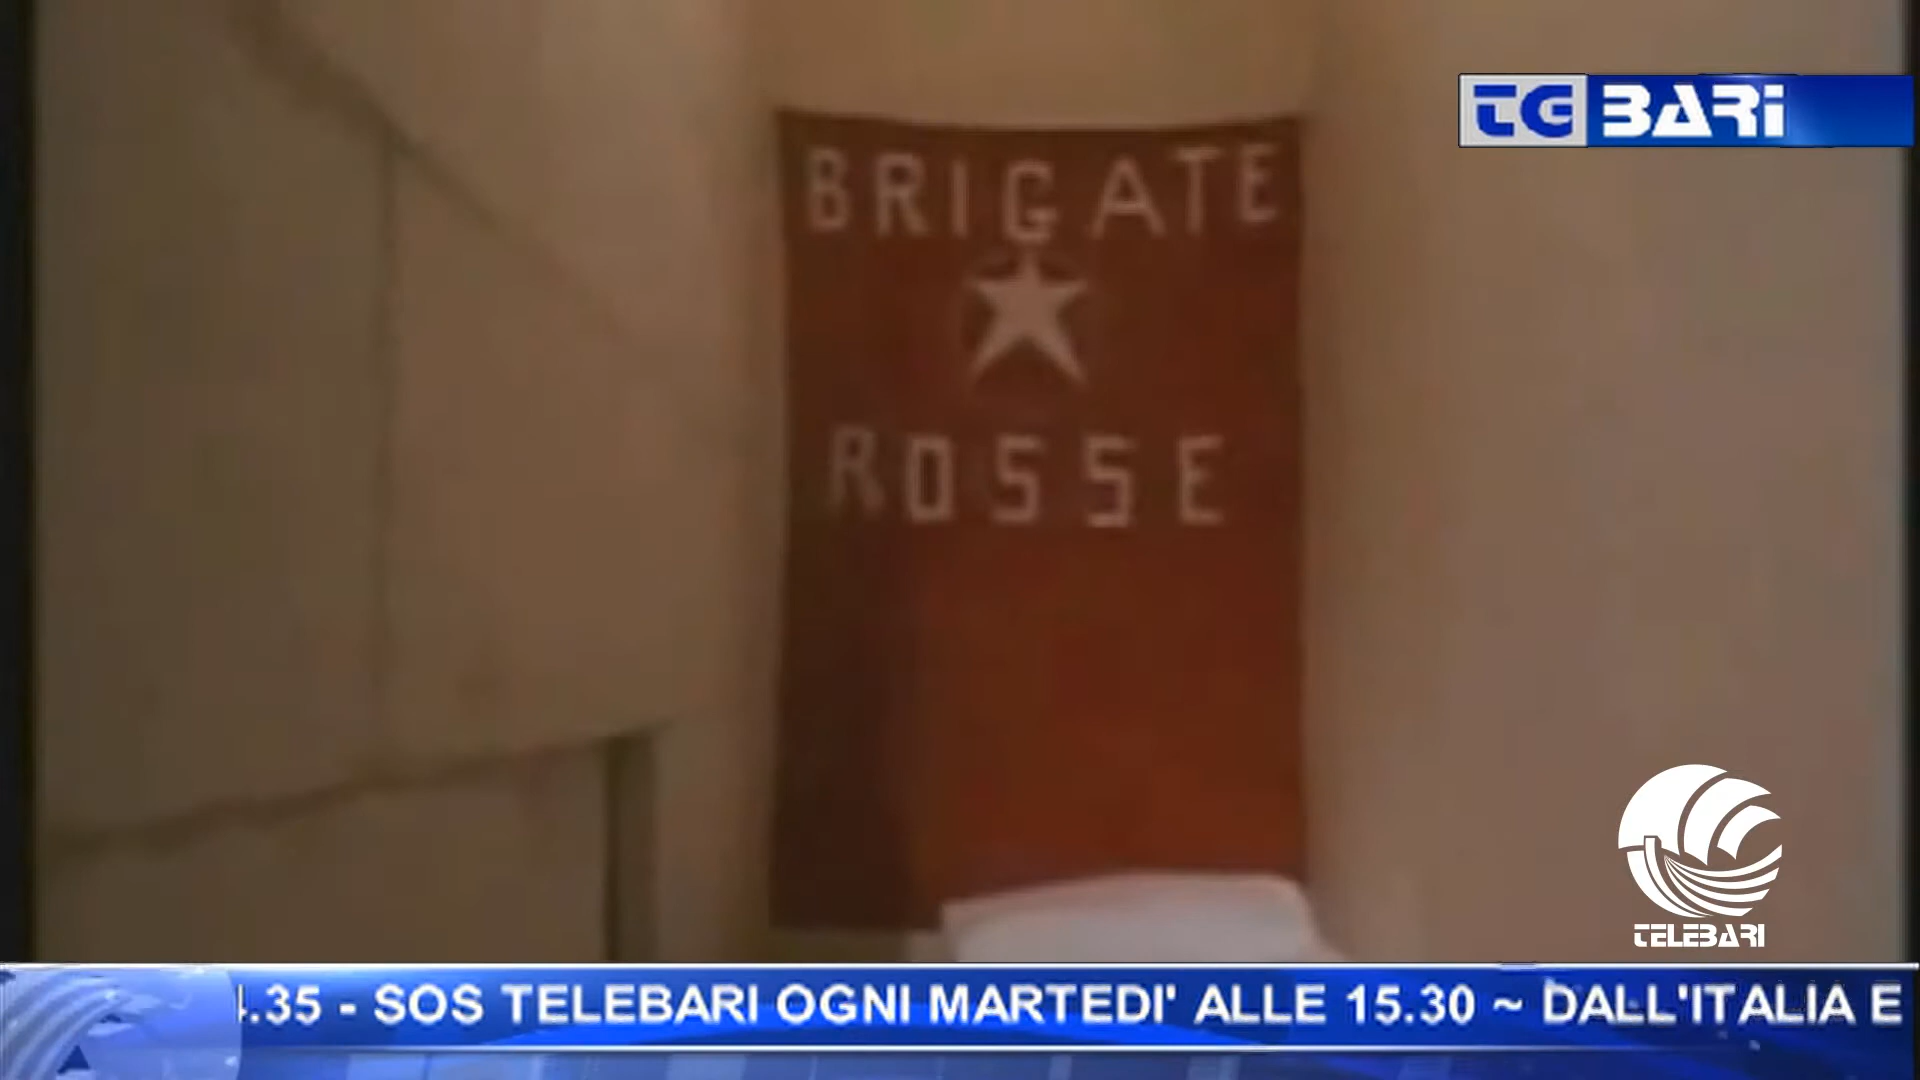 TG BARi
BRIGATE
ROSSE
TELEBARI
.35 - SOS TELEBARI OGNI MARTEDI' ALLE 15.30 ~ DALL'ITALIA E